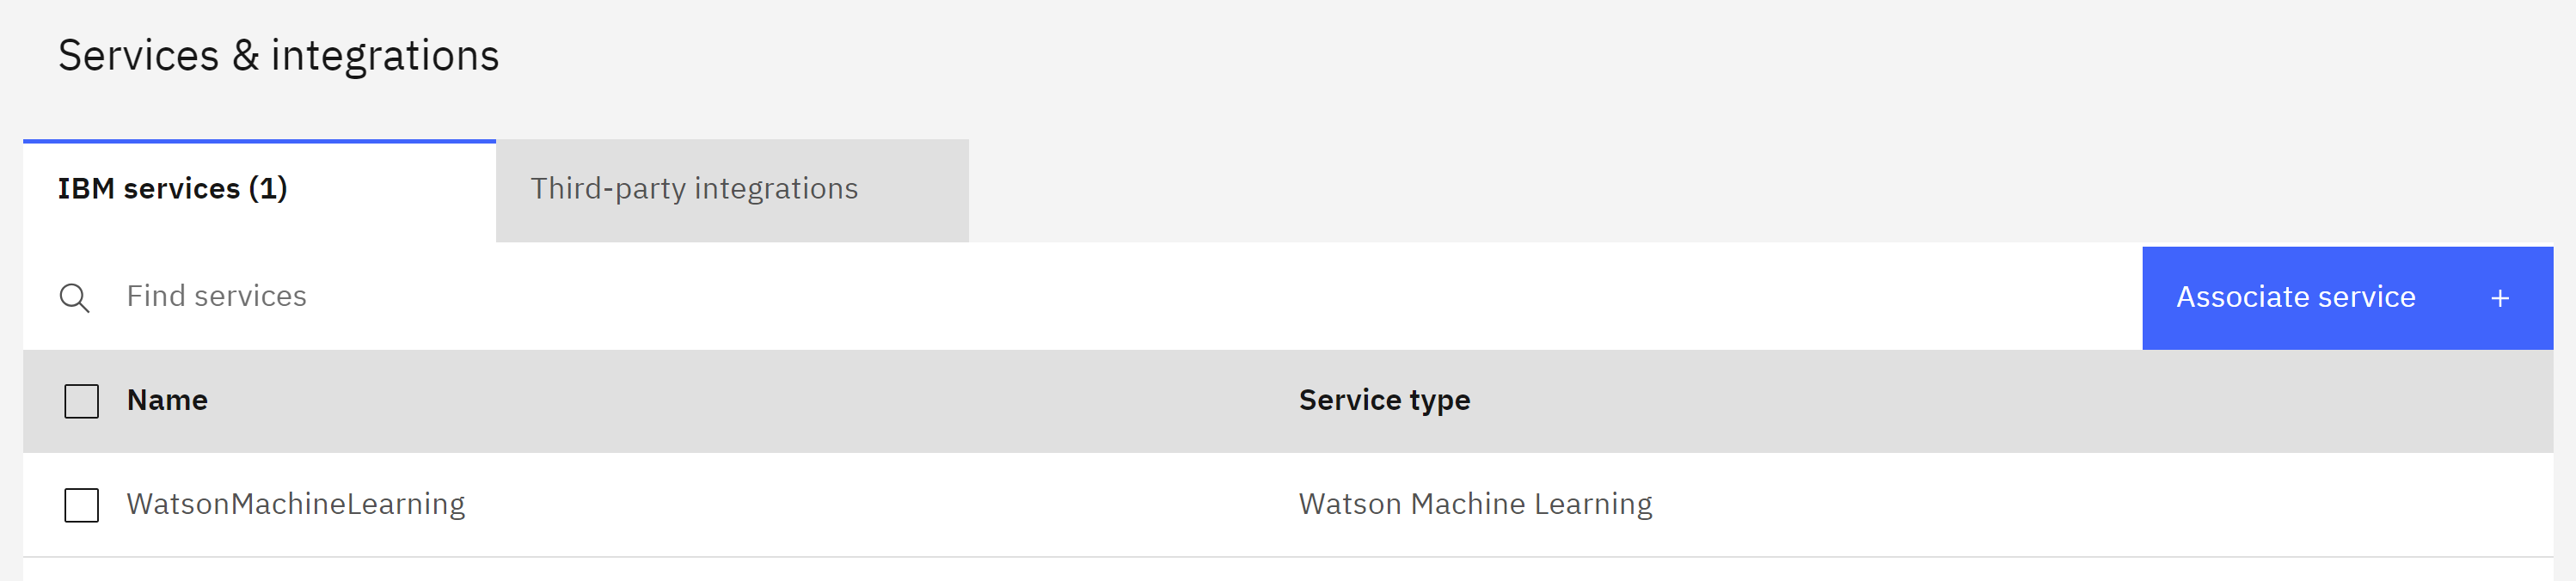 Services & integrations
IBM services (1)
Third-party integrations
Find services
Associate service +
Name
Service type
WatsonMachineLearning
Watson Machine Learning